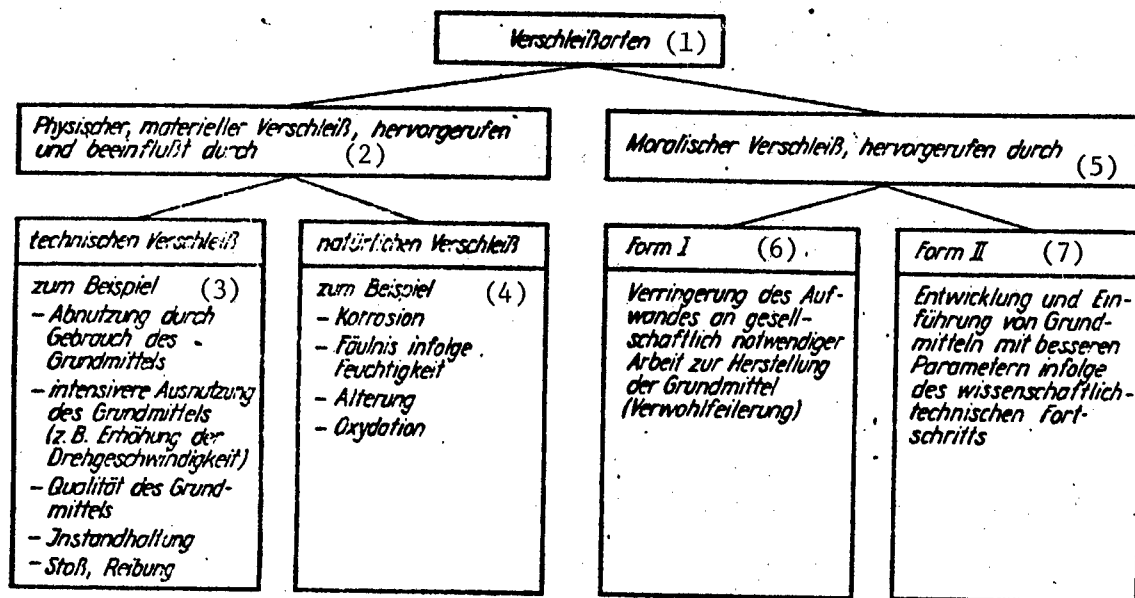 Verschleißarten (1)
Physischer, materieller Verschleiß, hervorgerufen
und beeinflußt durch (2)
Moralischer Verschleiß, hervorgerufen durch (5)
technischen Verschleiß
zum Beispiel (3)
– Abnutzung durch
Gebrauch des
Grundmittels
– intensivere Ausnutzung
des Grundmittels
(z. B. Erhöhung der
Drehgeschwindigkeit)
– Qualität des Grund-
mittels
– Instandhaltung
– Stoß, Reibung
natürlichen Verschleiß
zum Beispiel (4)
– Korrosion
– Fäulnis infolge
Feuchtigkeit
– Alterung
– Oxydation
Form I (6)
Verringerung des Auf-
wandes an gesell-
schaftlich notwendiger
Arbeit zur Herstellung
der Grundmittel
(Verwohlfeilerung)
Form II (7)
Entwicklung und Ein-
führung von Grund-
mitteln mit besseren
Parametern infolge
des wissenschaftlich-
technischen Fort-
schritts